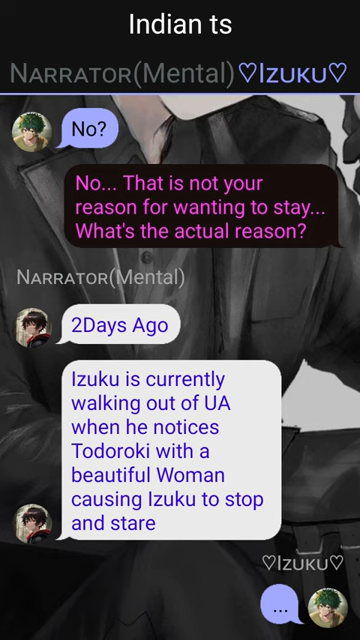 Indian ts
Narrator(Mental) ♡Izuku♡
No?
No... That is not your
reason for wanting to stay...
What's the actual reason?
Narrator(Mental)
2Days Ago
Izuku is currently
walking out of UA
when he notices
Todoroki with a
beautiful Woman
causing Izuku to stop
and stare
♡Izuku♡
...